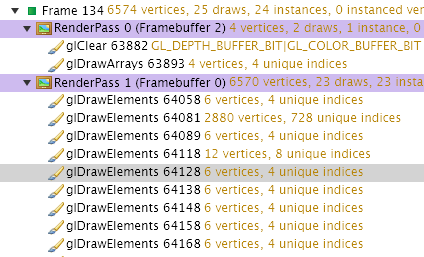 Frame 134 6574 vertices, 25 draws, 24 instances, 0 instanced ver
RenderPass 0 (Framebuffer 2) 4 vertices, 2 draws, 1 instance, 0
glClear 63882 GL_DEPTH_BUFFER_BIT|GL_COLOR_BUFFER_BIT
glDrawArrays 63893 4 vertices, 4 unique indices
RenderPass 1 (Framebuffer 0) 6570 vertices, 23 draws, 23 insta
glDrawElements 64058 6 vertices, 4 unique indices
glDrawElements 64081 2880 vertices, 728 unique indices
glDrawElements 64089 6 vertices, 4 unique indices
glDrawElements 64118 12 vertices, 8 unique indices
glDrawElements 64128 6 vertices, 4 unique indices
glDrawElements 64138 6 vertices, 4 unique indices
glDrawElements 64148 6 vertices, 4 unique indices
glDrawElements 64158 6 vertices, 4 unique indices
glDrawElements 64168 6 vertices, 4 unique indices